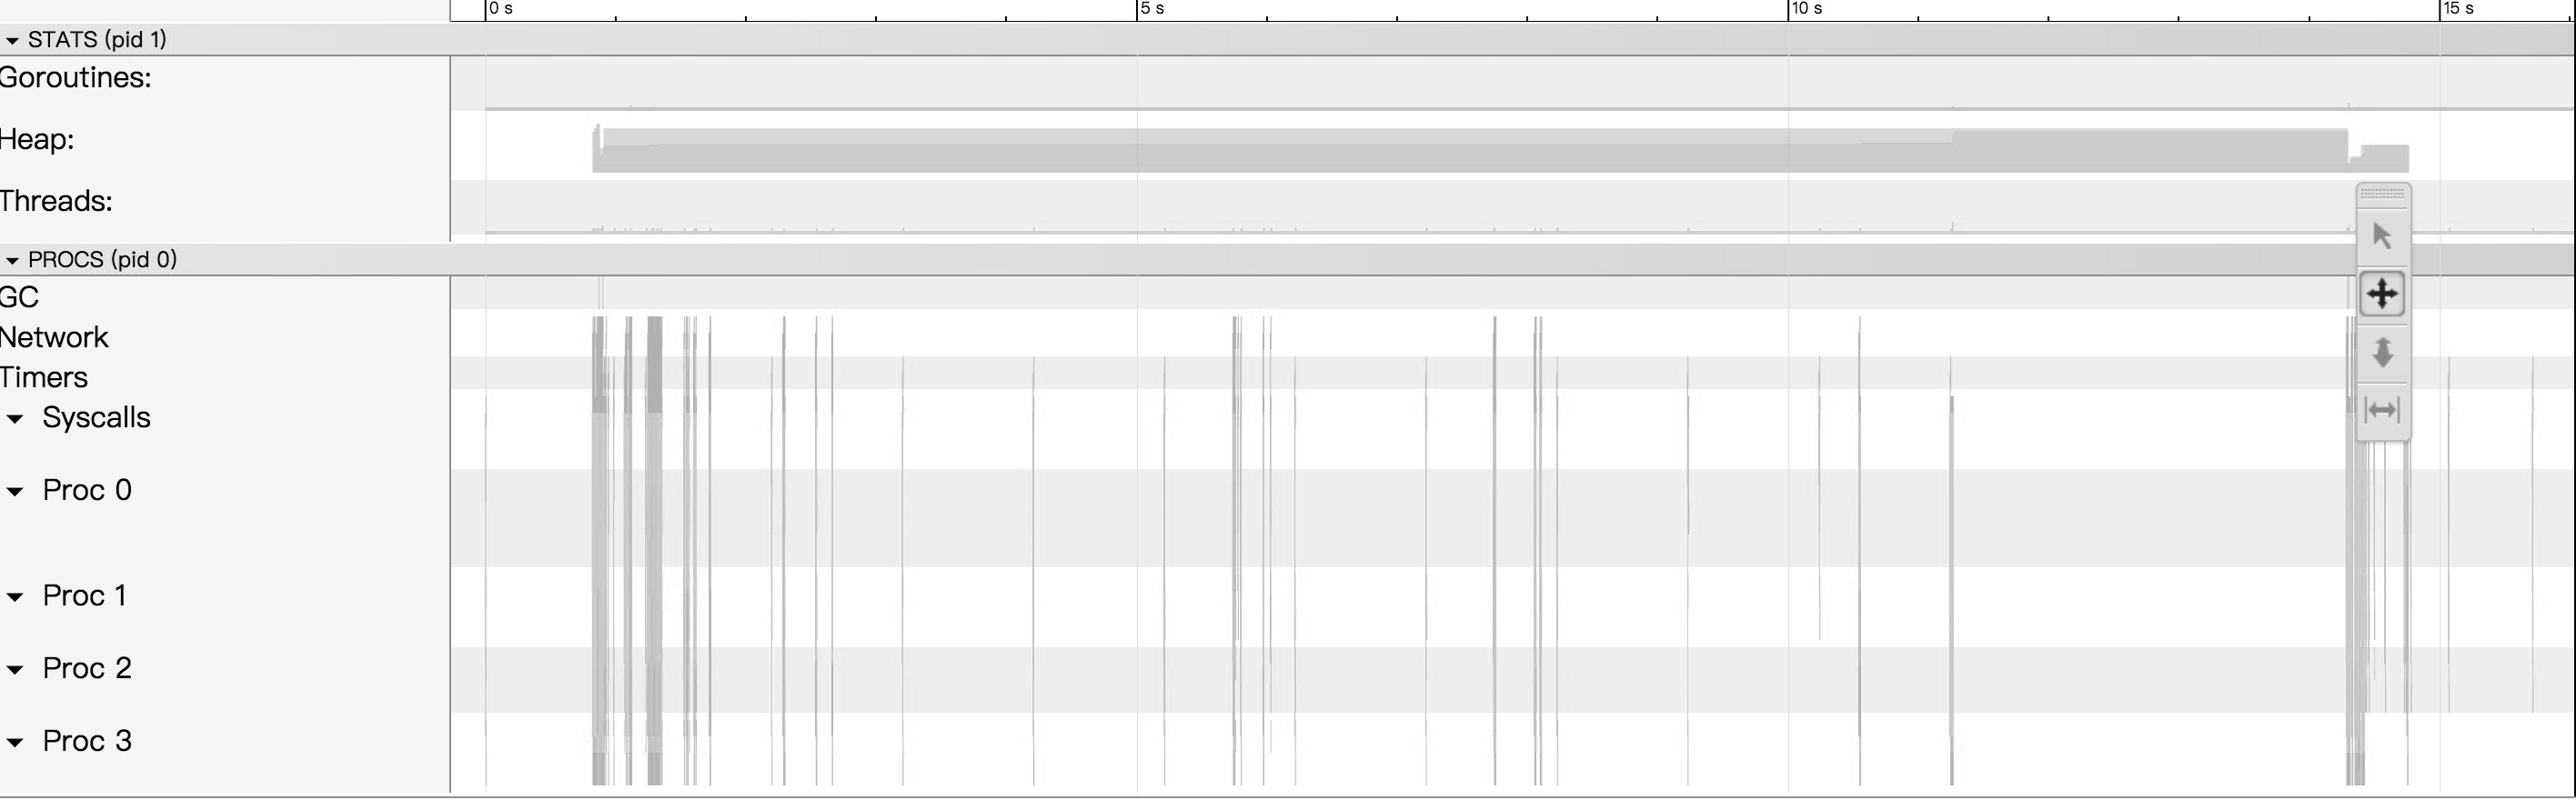 0 s 5 s 10 s 15 s
STATS (pid 1)
Goroutines:
Heap:
Threads:
PROCS (pid 0)
GC
Network
Timers
Syscalls
Proc 0
Proc 1
Proc 2
Proc 3